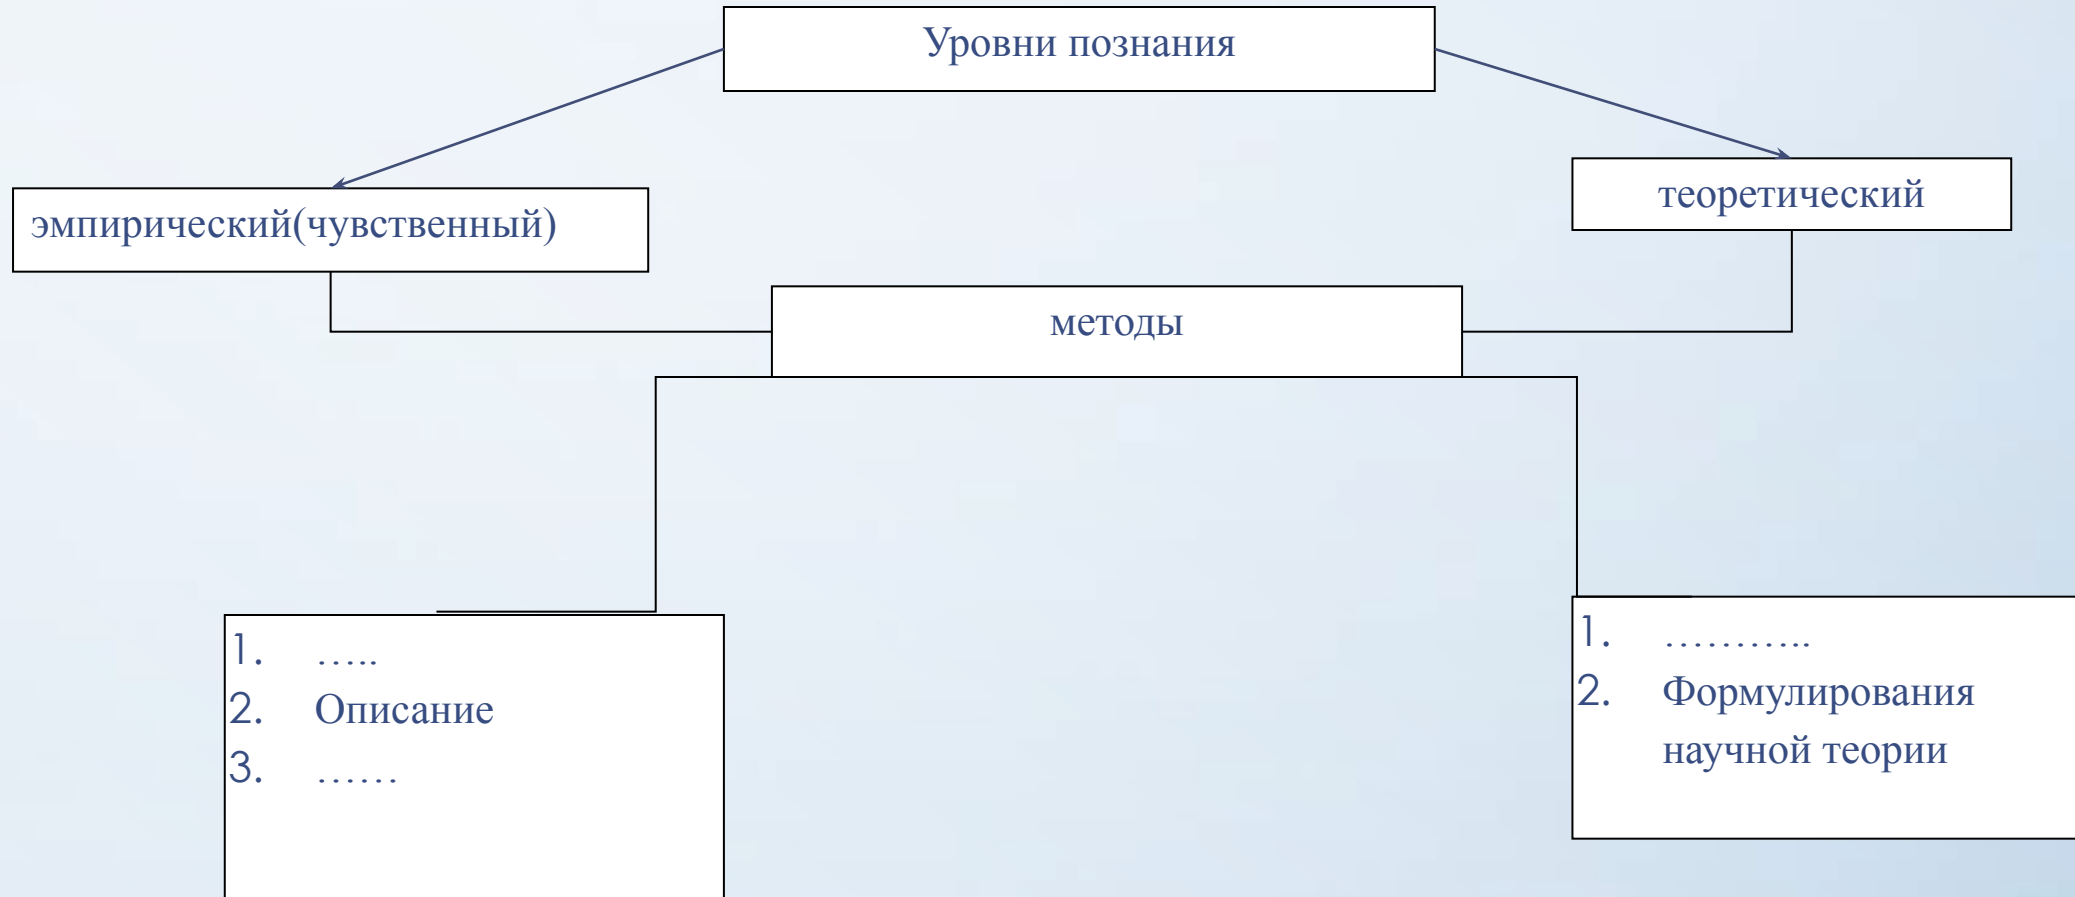 Уровни познания
эмпирический(чувственный)
теоретический
методы
1. …..
2. Описание
3. ……
1. ………..
2. Формулирования
научной теории